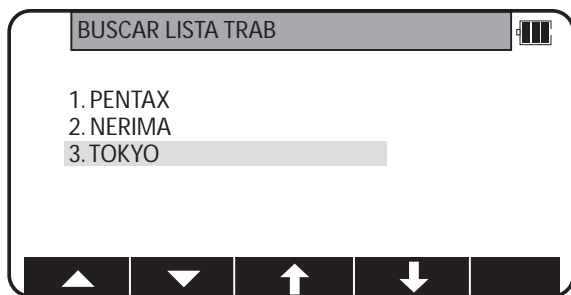 BUSCAR LISTA TRAB
1. PENTAX
2. NERIMA
3. TOKYO